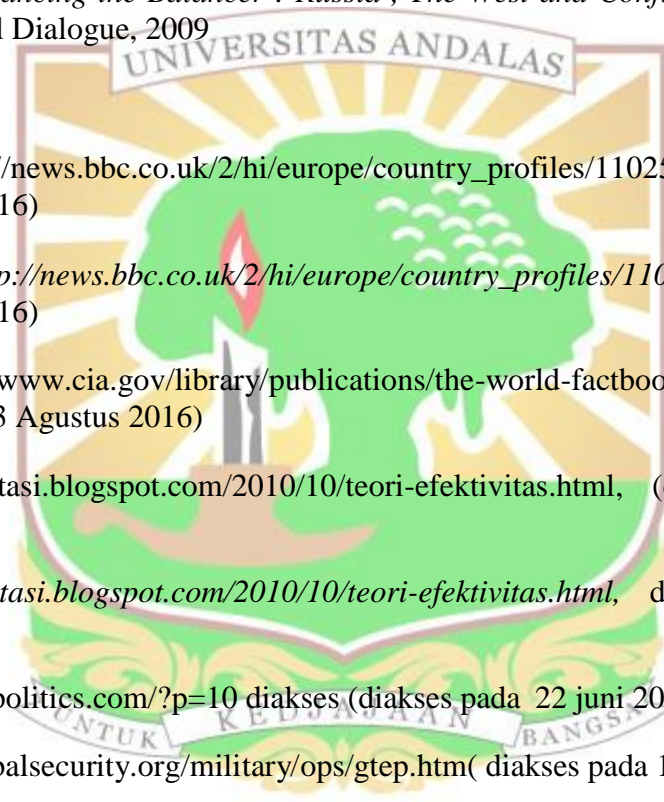 ancing the Balancer : Russia , The West and Conf
l Dialogue, 2009
UNIVERSITAS ANDALAS
//news.bbc.co.uk/2/hi/europe/country_profiles/11025
16)
p://news.bbc.co.uk/2/hi/europe/country_profiles/110
16)
www.cia.gov/library/publications/the-world-factboo
3 Agustus 2016)
tasi.blogspot.com/2010/10/teori-efektivitas.html, (
tasi.blogspot.com/2010/10/teori-efektivitas.html, d
politics.com/?p=10 diakses (diakses pada 22 juni 20
UNTUK KEDJAJAAN BANGSA
balsecurity.org/military/ops/gtep.htm( diakses pada 1